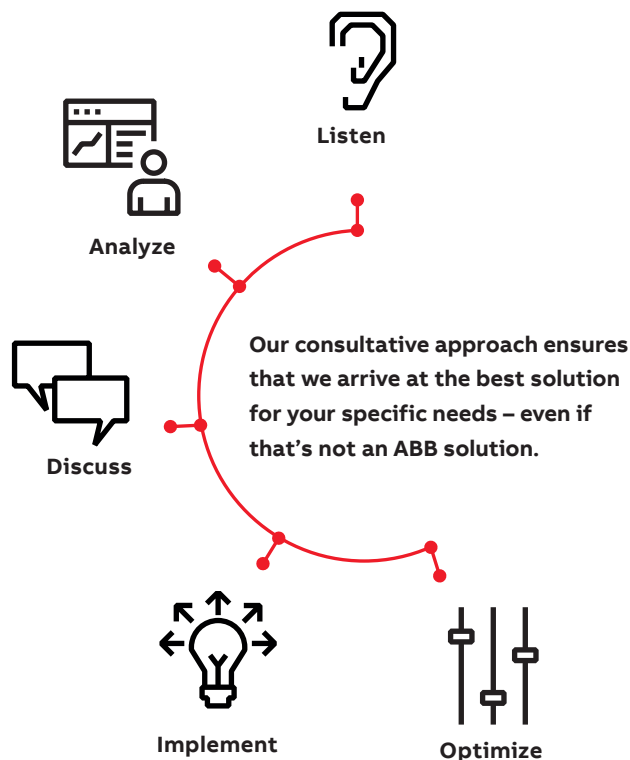 Listen
Analyze
Our consultative approach ensures
that we arrive at the best solution
for your specific needs – even if
that’s not an ABB solution.
Discuss
Implement
Optimize